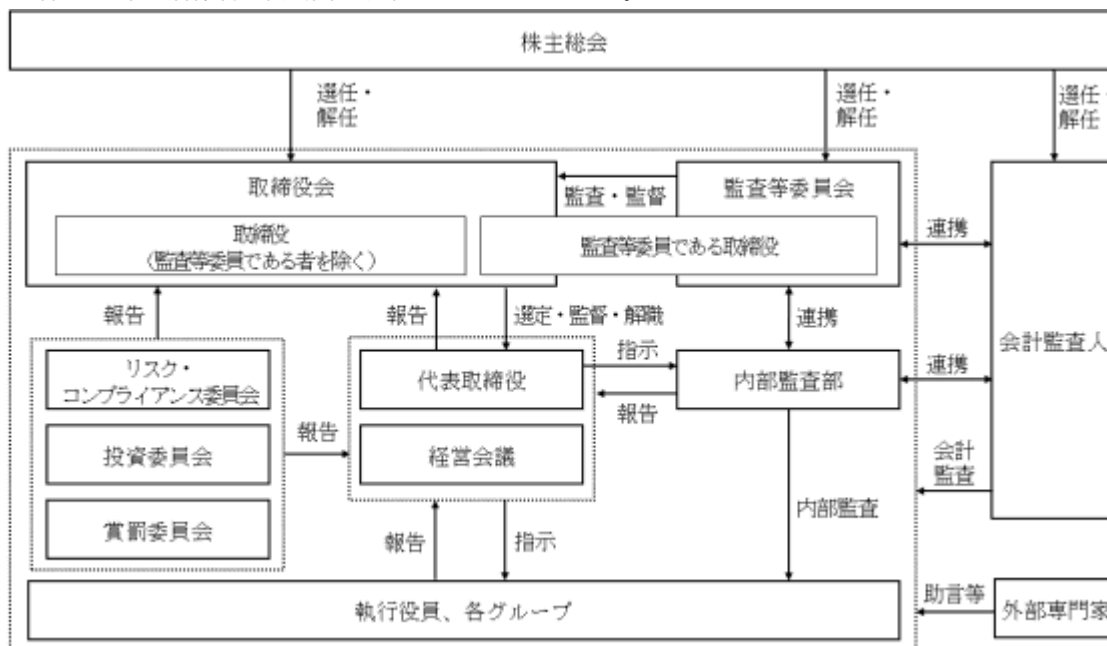 株主総会
選任・
解任
選任・
解任
選任・
解任
取締役会
監査・監督
監査等委員会
取締役
（監査等委員である者を除く）
監査等委員である取締役
連携
報告
報告
選定・監督・解職
連携
会計監査人
リスク・
コンプライアンス委員会
代表取締役
指示
報告
内部監査部
連携
投資委員会
報告
経営会議
会計
監査
賞罰委員会
報告
指示
内部監査
執行役員、各グループ
助言等
外部専門家